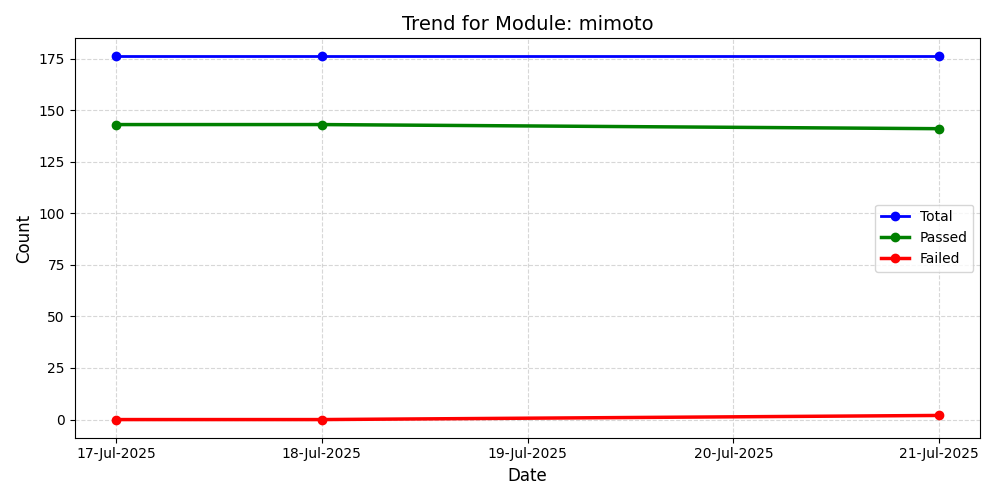 Trend for Module: mimoto
Count
175
150
125
100
75
50
25
0
Total
Passed
Failed
17-Jul-2025
18-Jul-2025
19-Jul-2025
20-Jul-2025
21-Jul-2025
Date